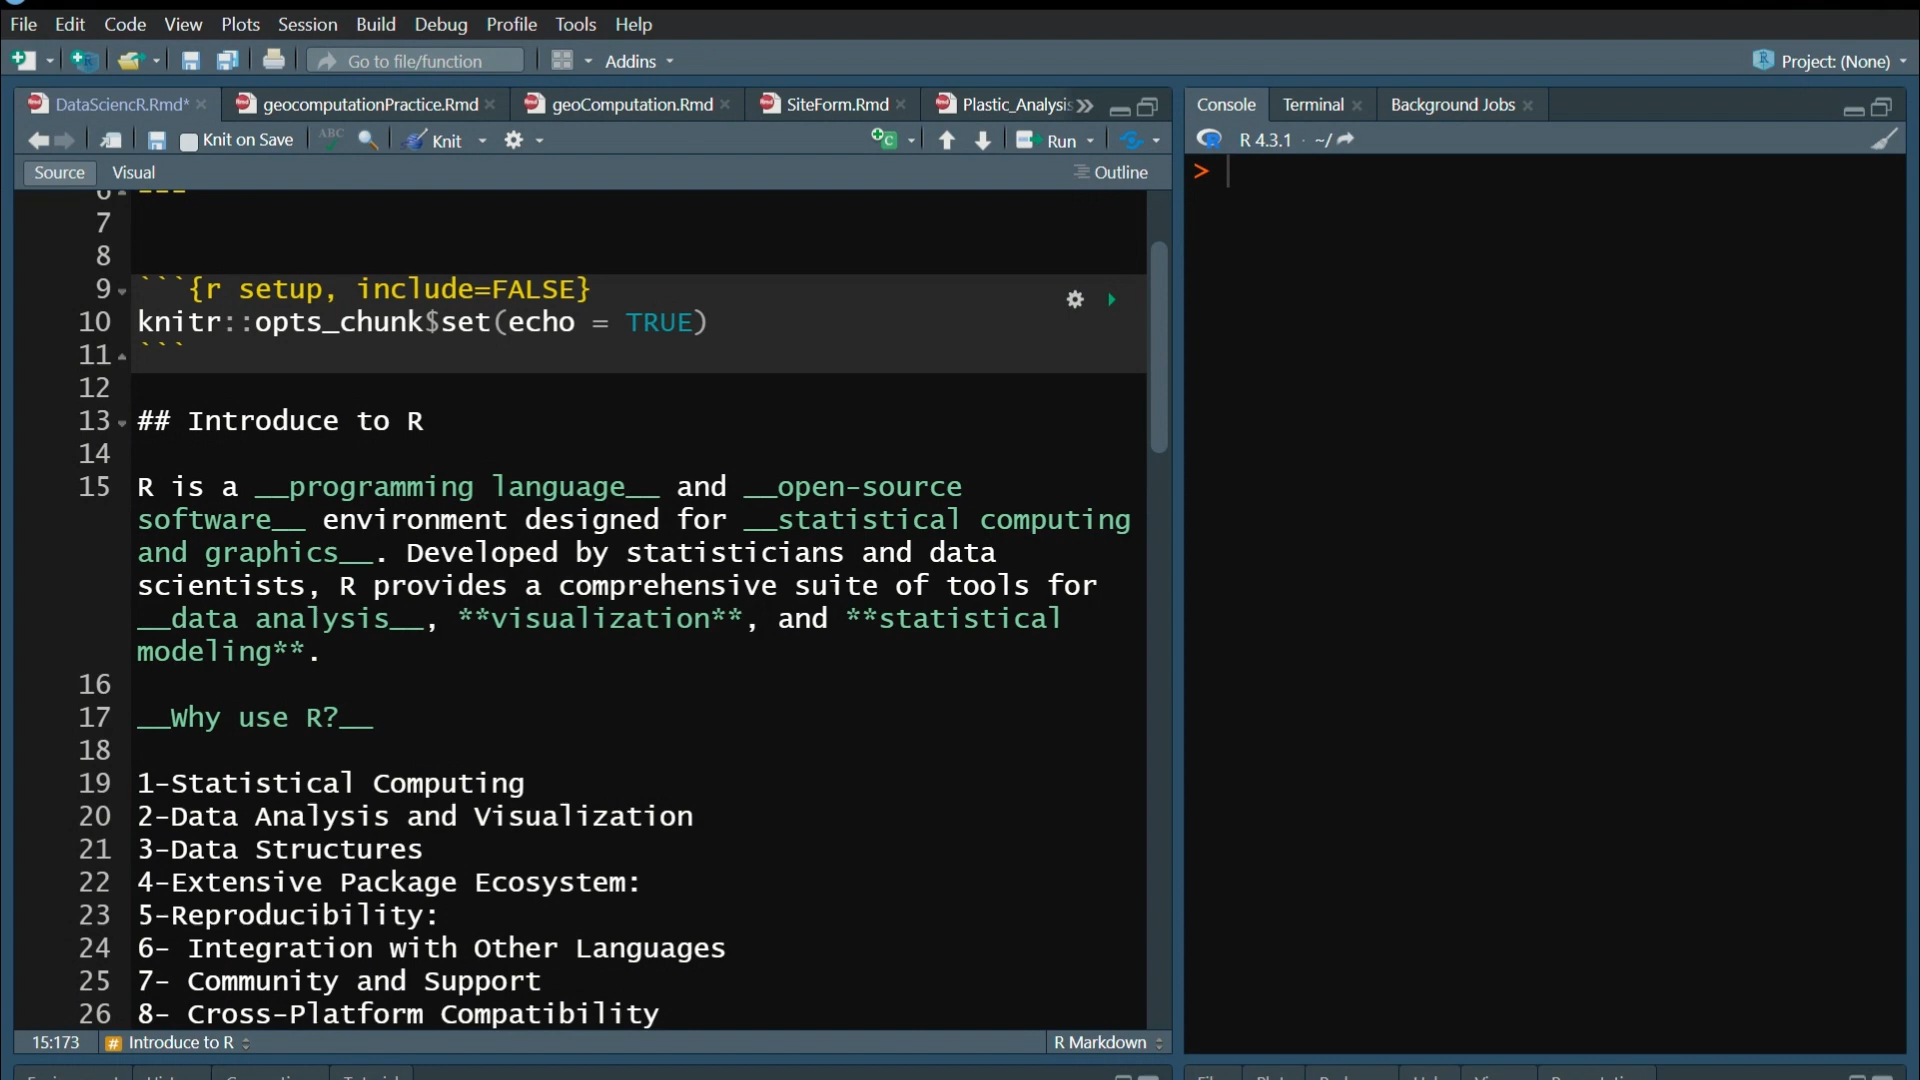 File Edit Code View Plots Session Build Debug Profile Tools Help
Go to file/function Addins Project: (None)
DataSciencR.Rmd* geocomputationPractice.Rmd geoComputation.Rmd SiteForm.Rmd Plastic_Analysis
Console Terminal Background Jobs
Knit on Save ABC Knit Run
R 4.3.1 · ~/
Source Visual Outline
>
6 ---
7
8
9 ```{r setup, include=FALSE}
10 knitr::opts_chunk$set(echo = TRUE)
11 ```
12
13 ## Introduce to R
14
15 R is a __programming language__ and __open-source
software__ environment designed for __statistical computing
and graphics__. Developed by statisticians and data
scientists, R provides a comprehensive suite of tools for
__data analysis__, **visualization**, and **statistical
modeling**.
16
17 __Why use R?__
18
19 1-Statistical Computing
20 2-Data Analysis and Visualization
21 3-Data Structures
22 4-Extensive Package Ecosystem:
23 5-Reproducibility:
24 6- Integration with Other Languages
25 7- Community and Support
26 8- Cross-Platform Compatibility
15:173 # Introduce to R R Markdown